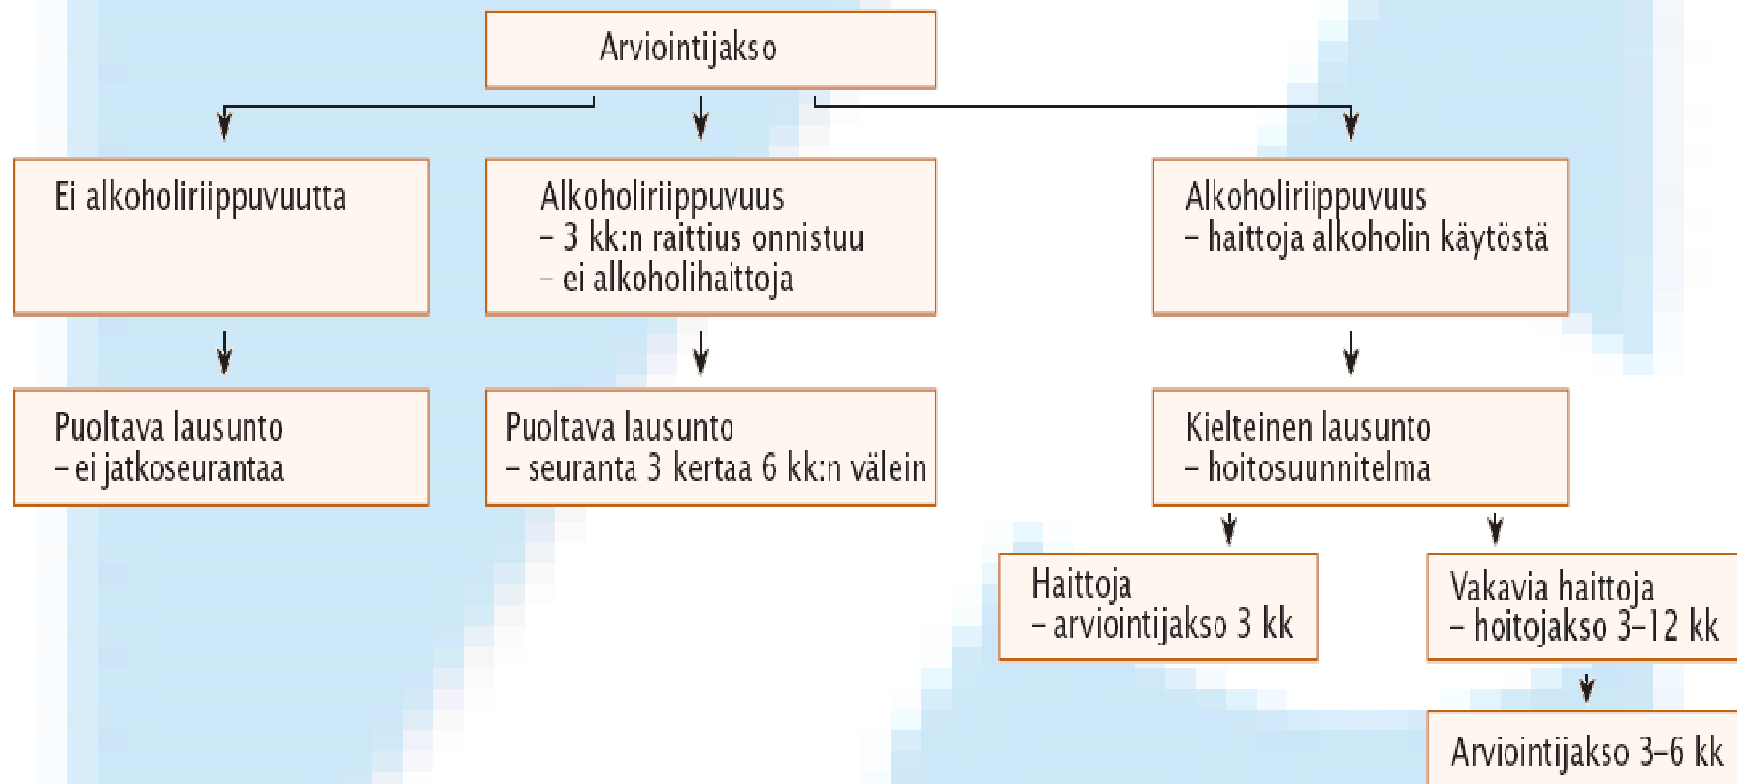 Arviointijakso
Ei alkoholiriippuvuutta
Alkoholiriippuvuus
– 3 kk:n raittius onnistuu
– ei alkoholihaittoja
Alkoholiriippuvuus
– haittoja alkoholin käytöstä
Puoltava lausunto
– ei jatkoseurantaa
Puoltava lausunto
– seuranta 3 kertaa 6 kk:n välein
Kielteinen lausunto
– hoitosuunnitelma
Haittoja
– arviointijakso 3 kk
Vakavia haittoja
– hoitojakso 3–12 kk
Arviointijakso 3–6 kk